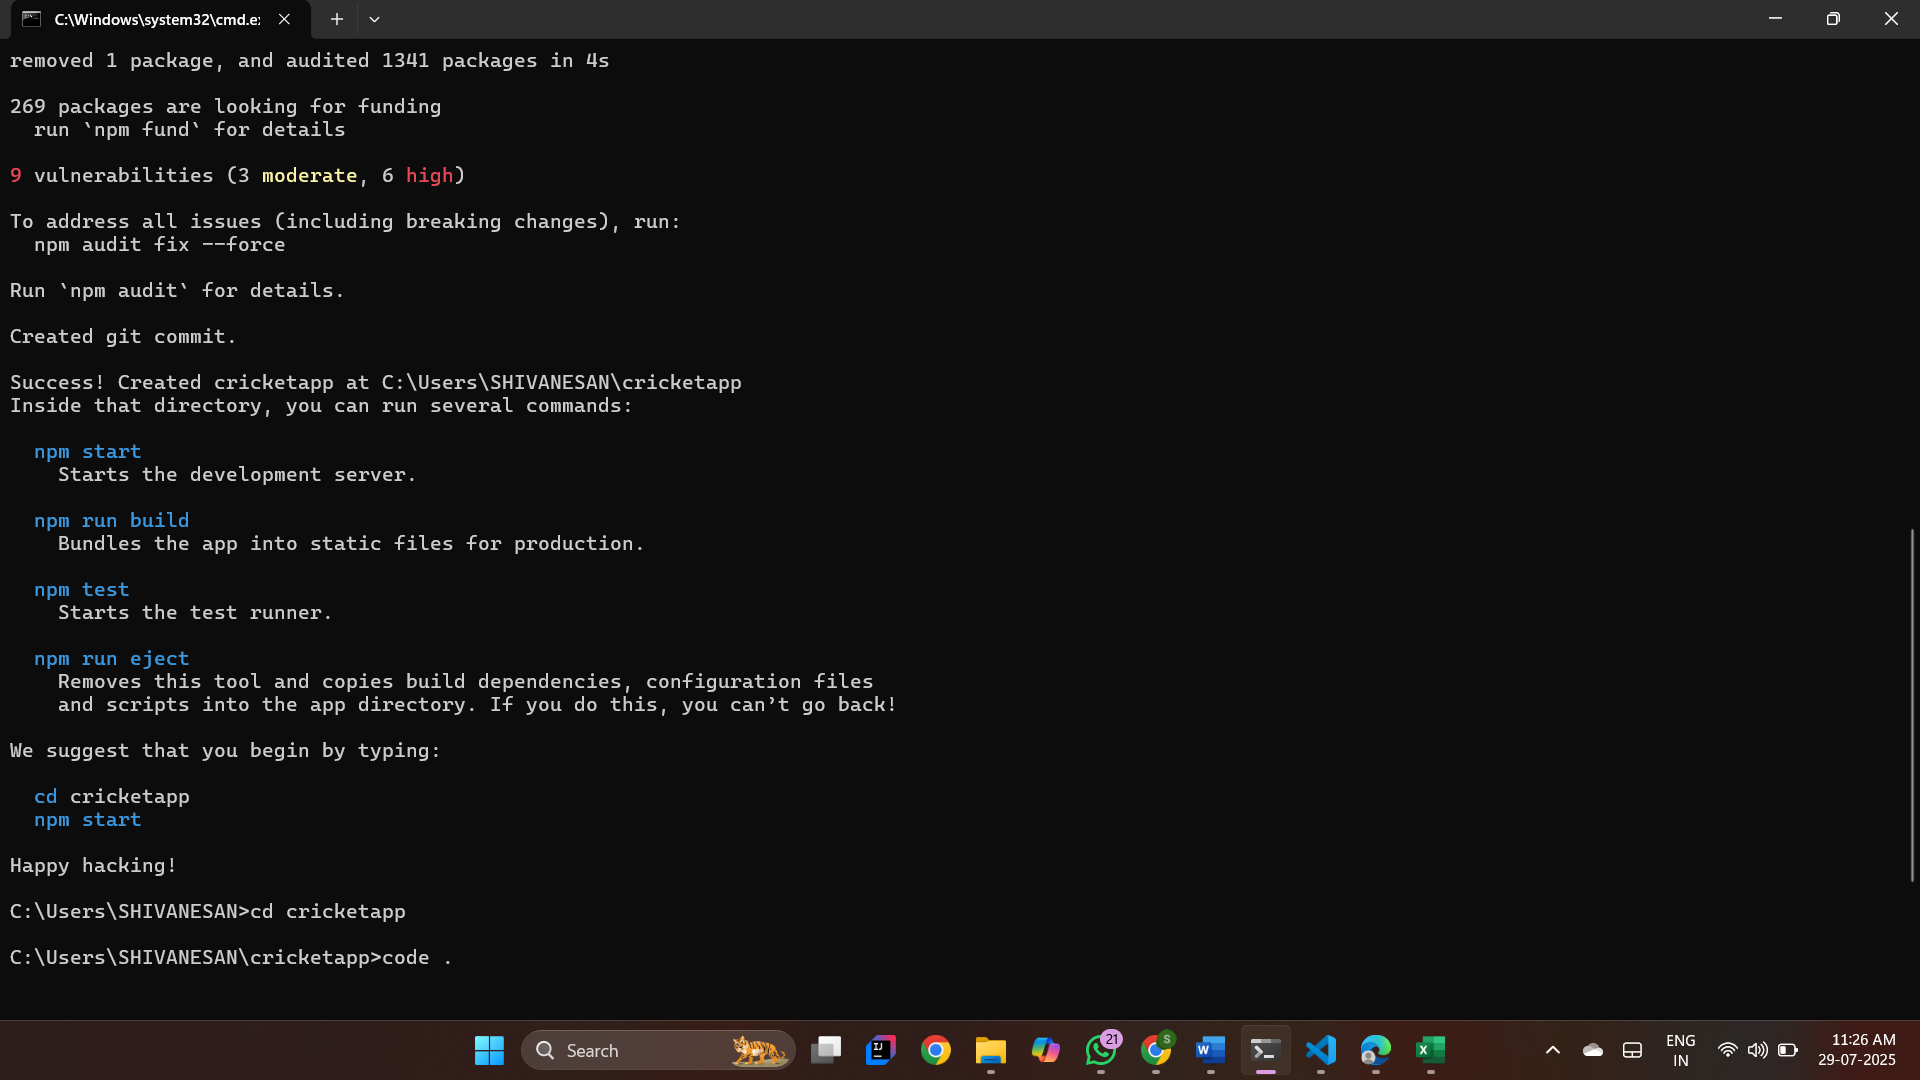 C:\Windows\system32\cmd.e:
removed 1 package, and audited 1341 packages in 4s
269 packages are looking for funding
run `npm fund` for details
9 vulnerabilities (3 moderate, 6 high)
To address all issues (including breaking changes), run:
npm audit fix --force
Run `npm audit` for details.
Created git commit.
Success! Created cricketapp at C:\Users\SHIVANESAN\cricketapp
Inside that directory, you can run several commands:
npm start
Starts the development server.
npm run build
Bundles the app into static files for production.
npm test
Starts the test runner.
npm run eject
Removes this tool and copies build dependencies, configuration files
and scripts into the app directory. If you do this, you can’t go back!
We suggest that you begin by typing:
cd cricketapp
npm start
Happy hacking!
C:\Users\SHIVANESAN>cd cricketapp
C:\Users\SHIVANESAN\cricketapp>code .
Search
21
S
ENG
IN
11:26 AM
29-07-2025